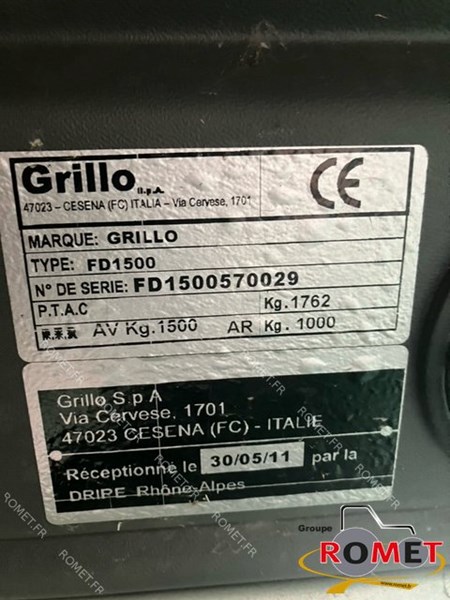 Grillo s.p.A.
47023 - CESENA (FC) ITALIA - Via Cervese, 1701
CE
MARQUE: GRILLO
TYPE: FD1500
N° DE SERIE: FD1500570029
P.T.A.C Kg.1762
AV Kg.1500 AR Kg. 1000
Grillo S.p.A
Via Cervese, 1701
47023 CESENA (FC) - ITALIE
Réceptionné le 30/05/11 par la
DRIPE Rhône-Alpes
Groupe
ROMET
ROMET.FR